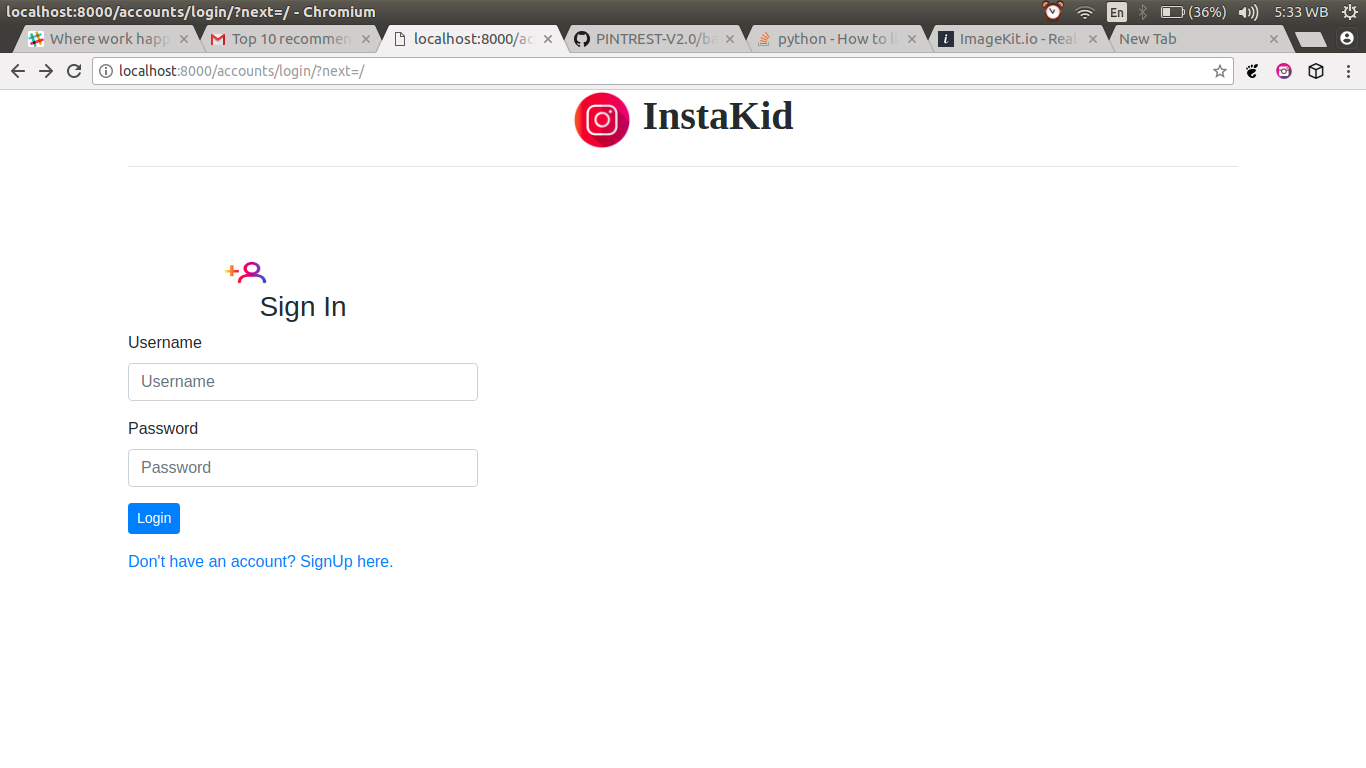 localhost:8000/accounts/login/?next=/ - Chromium
En (36%) 5:33 WB
Where work happ
Top 10 recommen
localhost:8000/ac
PINTREST-V2.0/ba
python - How to li
ImageKit.io - Real
New Tab
localhost:8000/accounts/login/?next=/
InstaKid
Sign In
Username
Username
Password
Password
Login
Don't have an account? SignUp here.